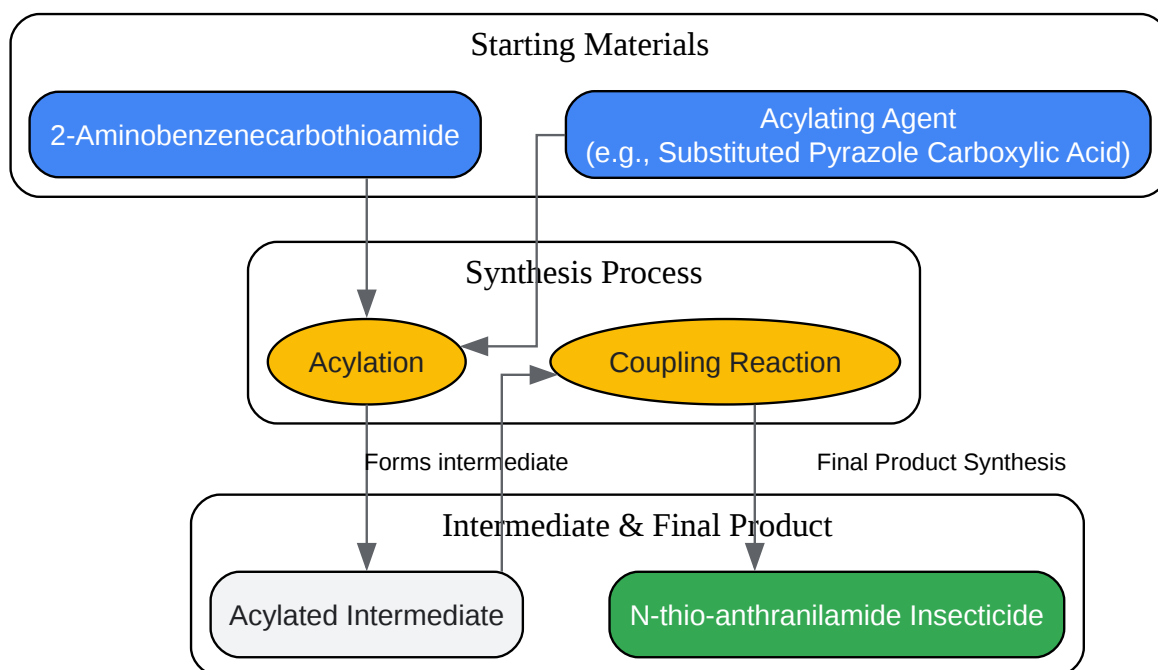 Starting Materials
2-Aminobenzenecarbothioamide
Acylating Agent
(e.g., Substituted Pyrazole Carboxylic Acid)
Synthesis Process
Acylation
Coupling Reaction
Forms intermediate
Final Product Synthesis
Intermediate & Final Product
Acylated Intermediate
N-thio-anthranilamide Insecticide